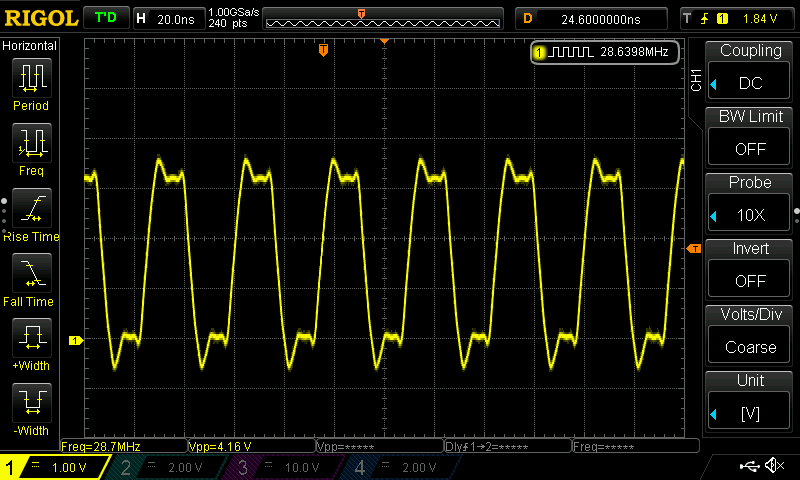 RIGOL T'D H 20.0ns 1.00GSa/s 240 pts T D 24.6000000ns T 1 1.84 V
Horizontal
T
1 28.6398MHz
Period
Freq
Rise Time
Fall Time
+Width
-Width
1
T
CH1
Coupling
DC
BW Limit
OFF
Probe
10X
Invert
OFF
Volts/Div
Coarse
Unit
[V]
Freq=28.7MHz Vpp=4.16 V Vpp=***** Dly1→2=***** Freq=*****
1 1.00 V 2 2.00 V 3 10.0 V 4 2.00 V